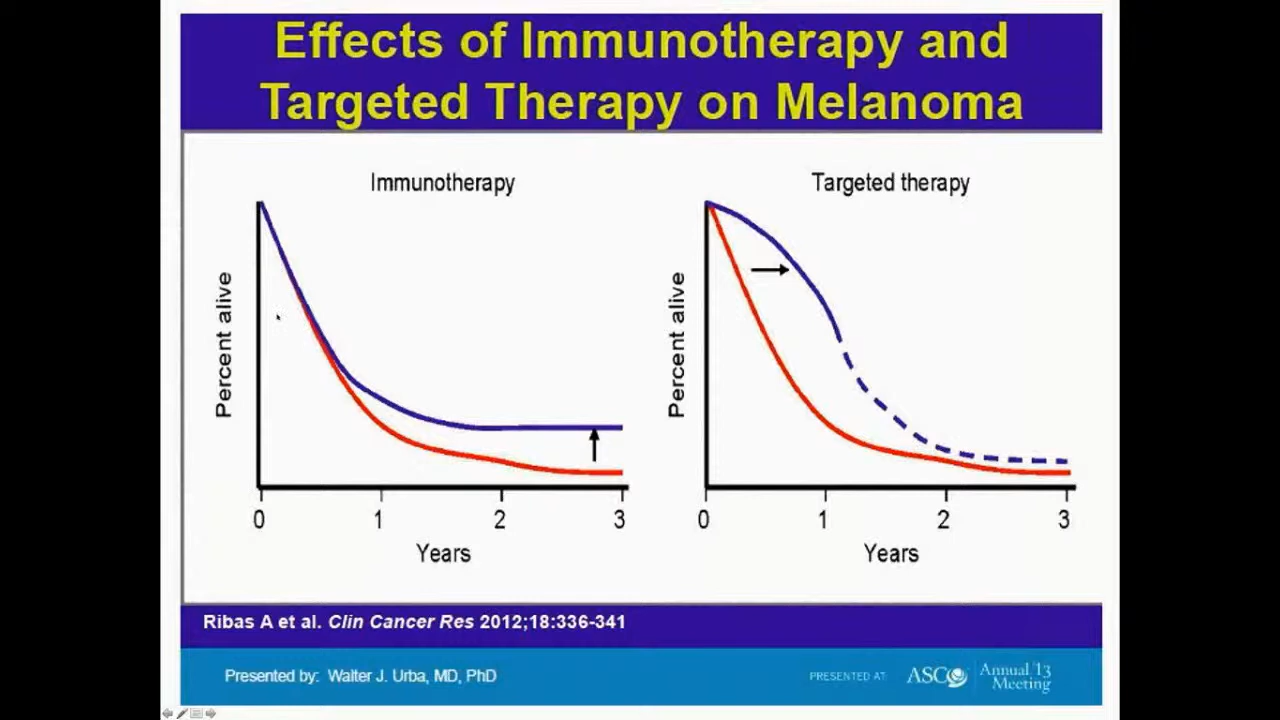 Effects of Immunotherapy and
Targeted Therapy on Melanoma
Immunotherapy
Percent alive
0 1 2 3
Years
Targeted therapy
Percent alive
0 1 2 3
Years
Ribas A et al. Clin Cancer Res 2012;18:336-341
Presented by: Walter J. Urba, MD, PhD
PRESENTED AT
ASCO
Annual '13
Meeting